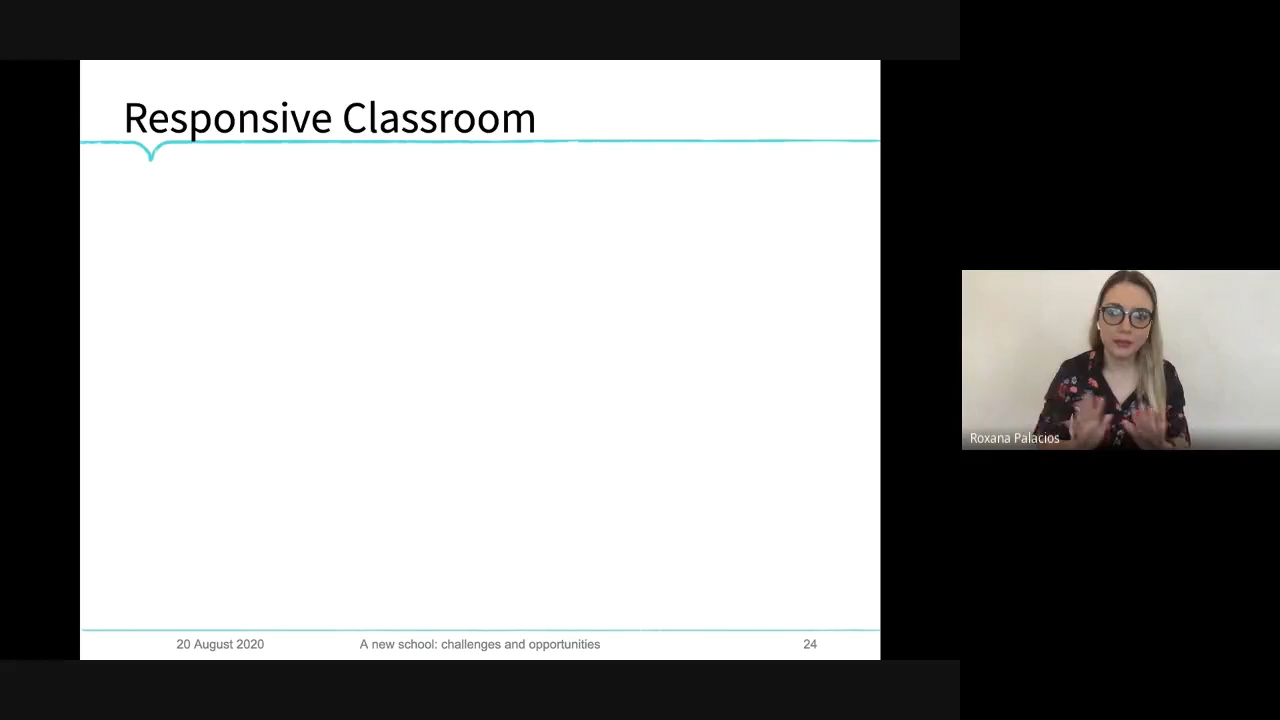 Responsive Classroom
Roxana Palacios
20 August 2020
A new school: challenges and opportunities
24